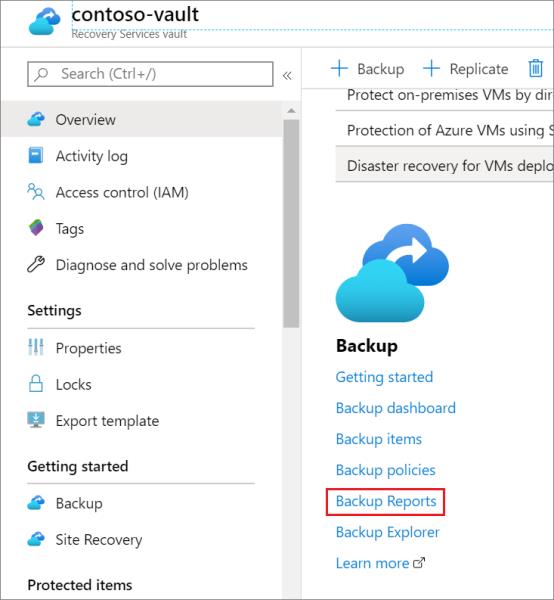 contoso-vault
Recovery Services vault
Search (Ctrl+/)
«
Overview
Activity log
Access control (IAM)
Tags
Diagnose and solve problems
Settings
Properties
Locks
Export template
Getting started
Backup
Site Recovery
Protected items
+ Backup
+ Replicate
Protect on-premises VMs by dire
Protection of Azure VMs using S
Disaster recovery for VMs deplo
Backup
Getting started
Backup dashboard
Backup items
Backup policies
Backup Reports
Backup Explorer
Learn more